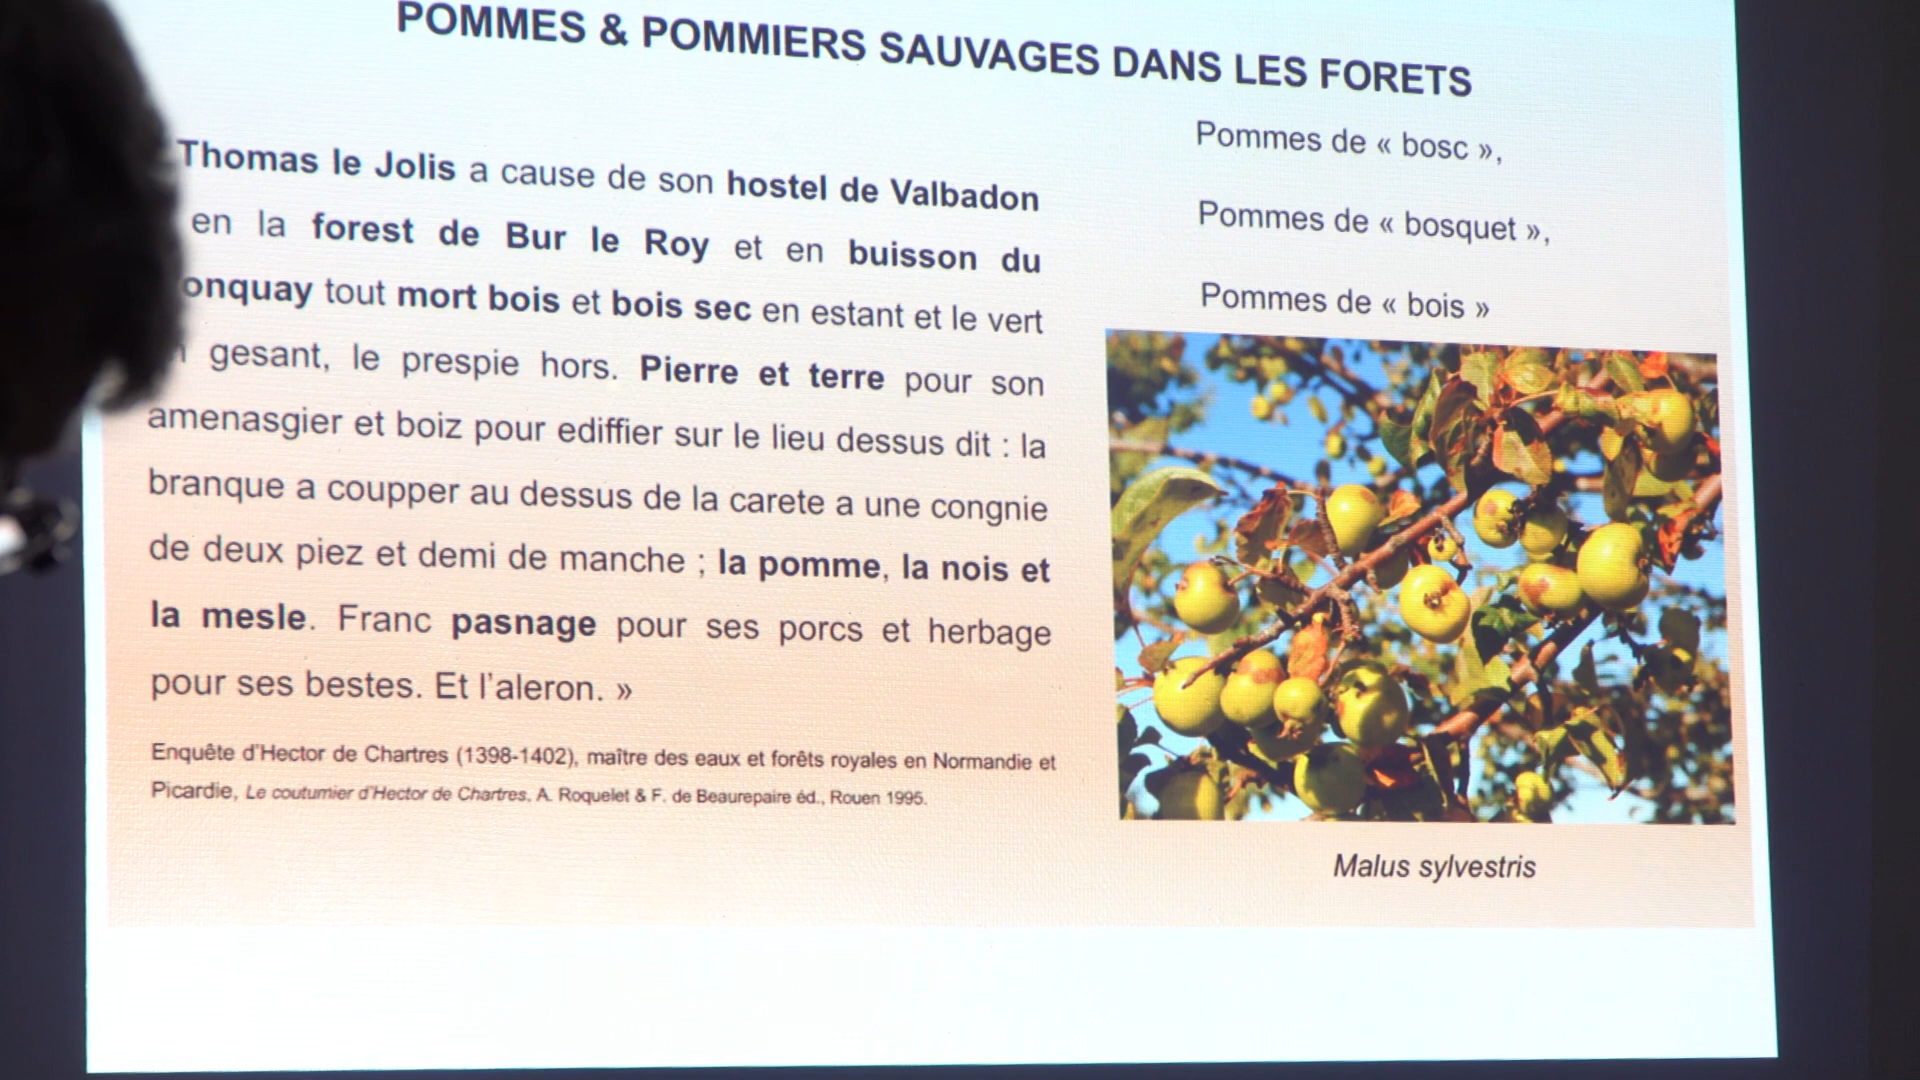 POMMES & POMMIERS SAUVAGES DANS LES FORETS
Thomas le Jolis a cause de son hostel de Valbadon
en la forest de Bur le Roy et en buisson du
tout mort bois et bois sec en estant et le vert
gesant, le prespie hors. Pierre et terre pour son
amenasgier et boiz pour ediffier sur le lieu dessus dit : la
branque a coupper au dessus de la carete a une congnie
de deux piez et demi de manche ; la pomme, la nois et
la mesle. Franc pasnage pour ses porcs et herbage
pour ses bestes. Et l'aleron. »
Enquête d'Hector de Chartres (1398-1402), maître des eaux et forêts royales en Normandie et
Picardie, Le coutumier d'Hector de Chartres. A. Roquelet & F. de Beaurepaire éd., Rouen 1995.
Pommes de « bosc »,
Pommes de « bosquet »,
Pommes de « bois »
Malus sylvestris